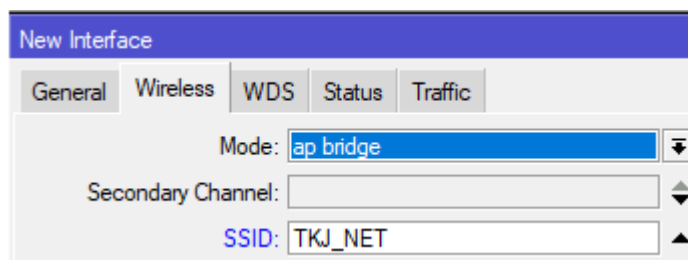 New Interface
General Wireless WDS Status Traffic
Mode: ap bridge
Secondary Channel:
SSID: TKJ_NET